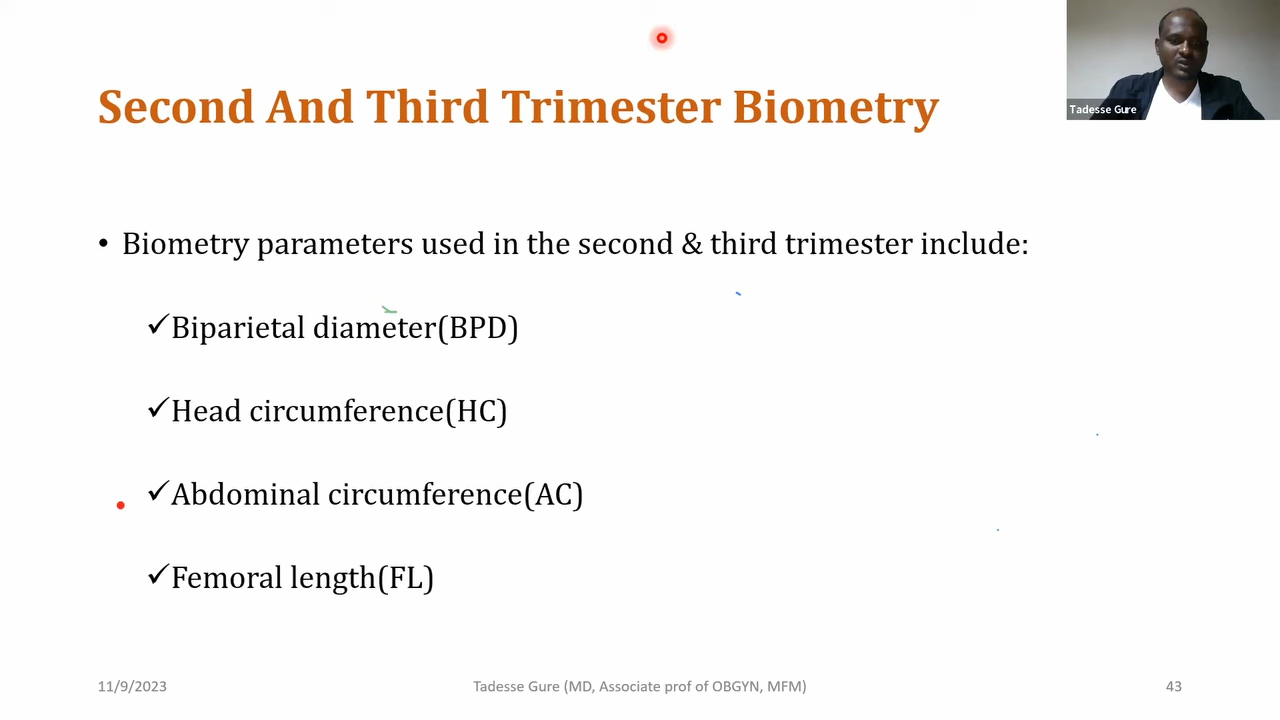 Second And Third Trimester Biometry
Tadesse Gure
• Biometry parameters used in the second & third trimester include:
✓Biparietal diameter(BPD)
✓Head circumference(HC)
✓Abdominal circumference(AC)
✓Femoral length(FL)
11/9/2023
Tadesse Gure (MD, Associate prof of OBGYN, MFM)
43